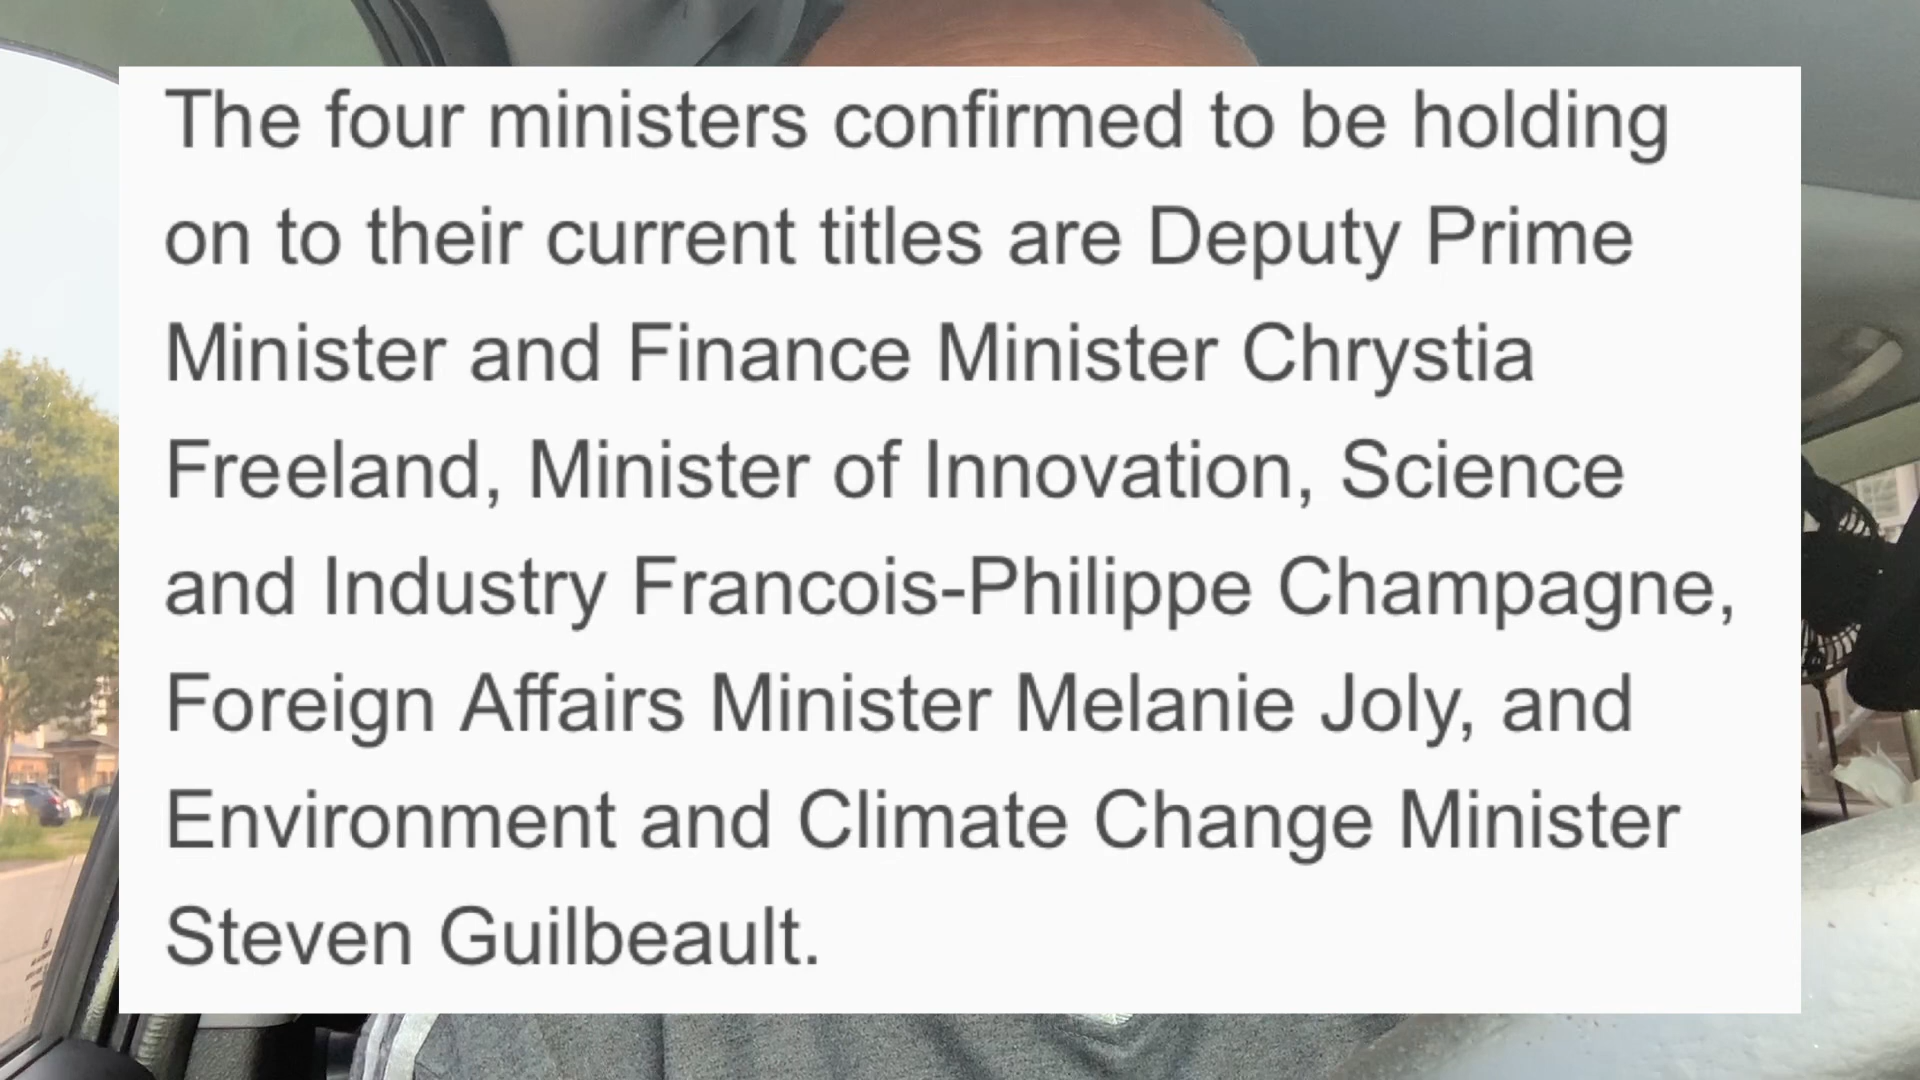 The four ministers confirmed to be holding
on to their current titles are Deputy Prime
Minister and Finance Minister Chrystia
Freeland, Minister of Innovation, Science
and Industry Francois-Philippe Champagne,
Foreign Affairs Minister Melanie Joly, and
Environment and Climate Change Minister
Steven Guilbeault.